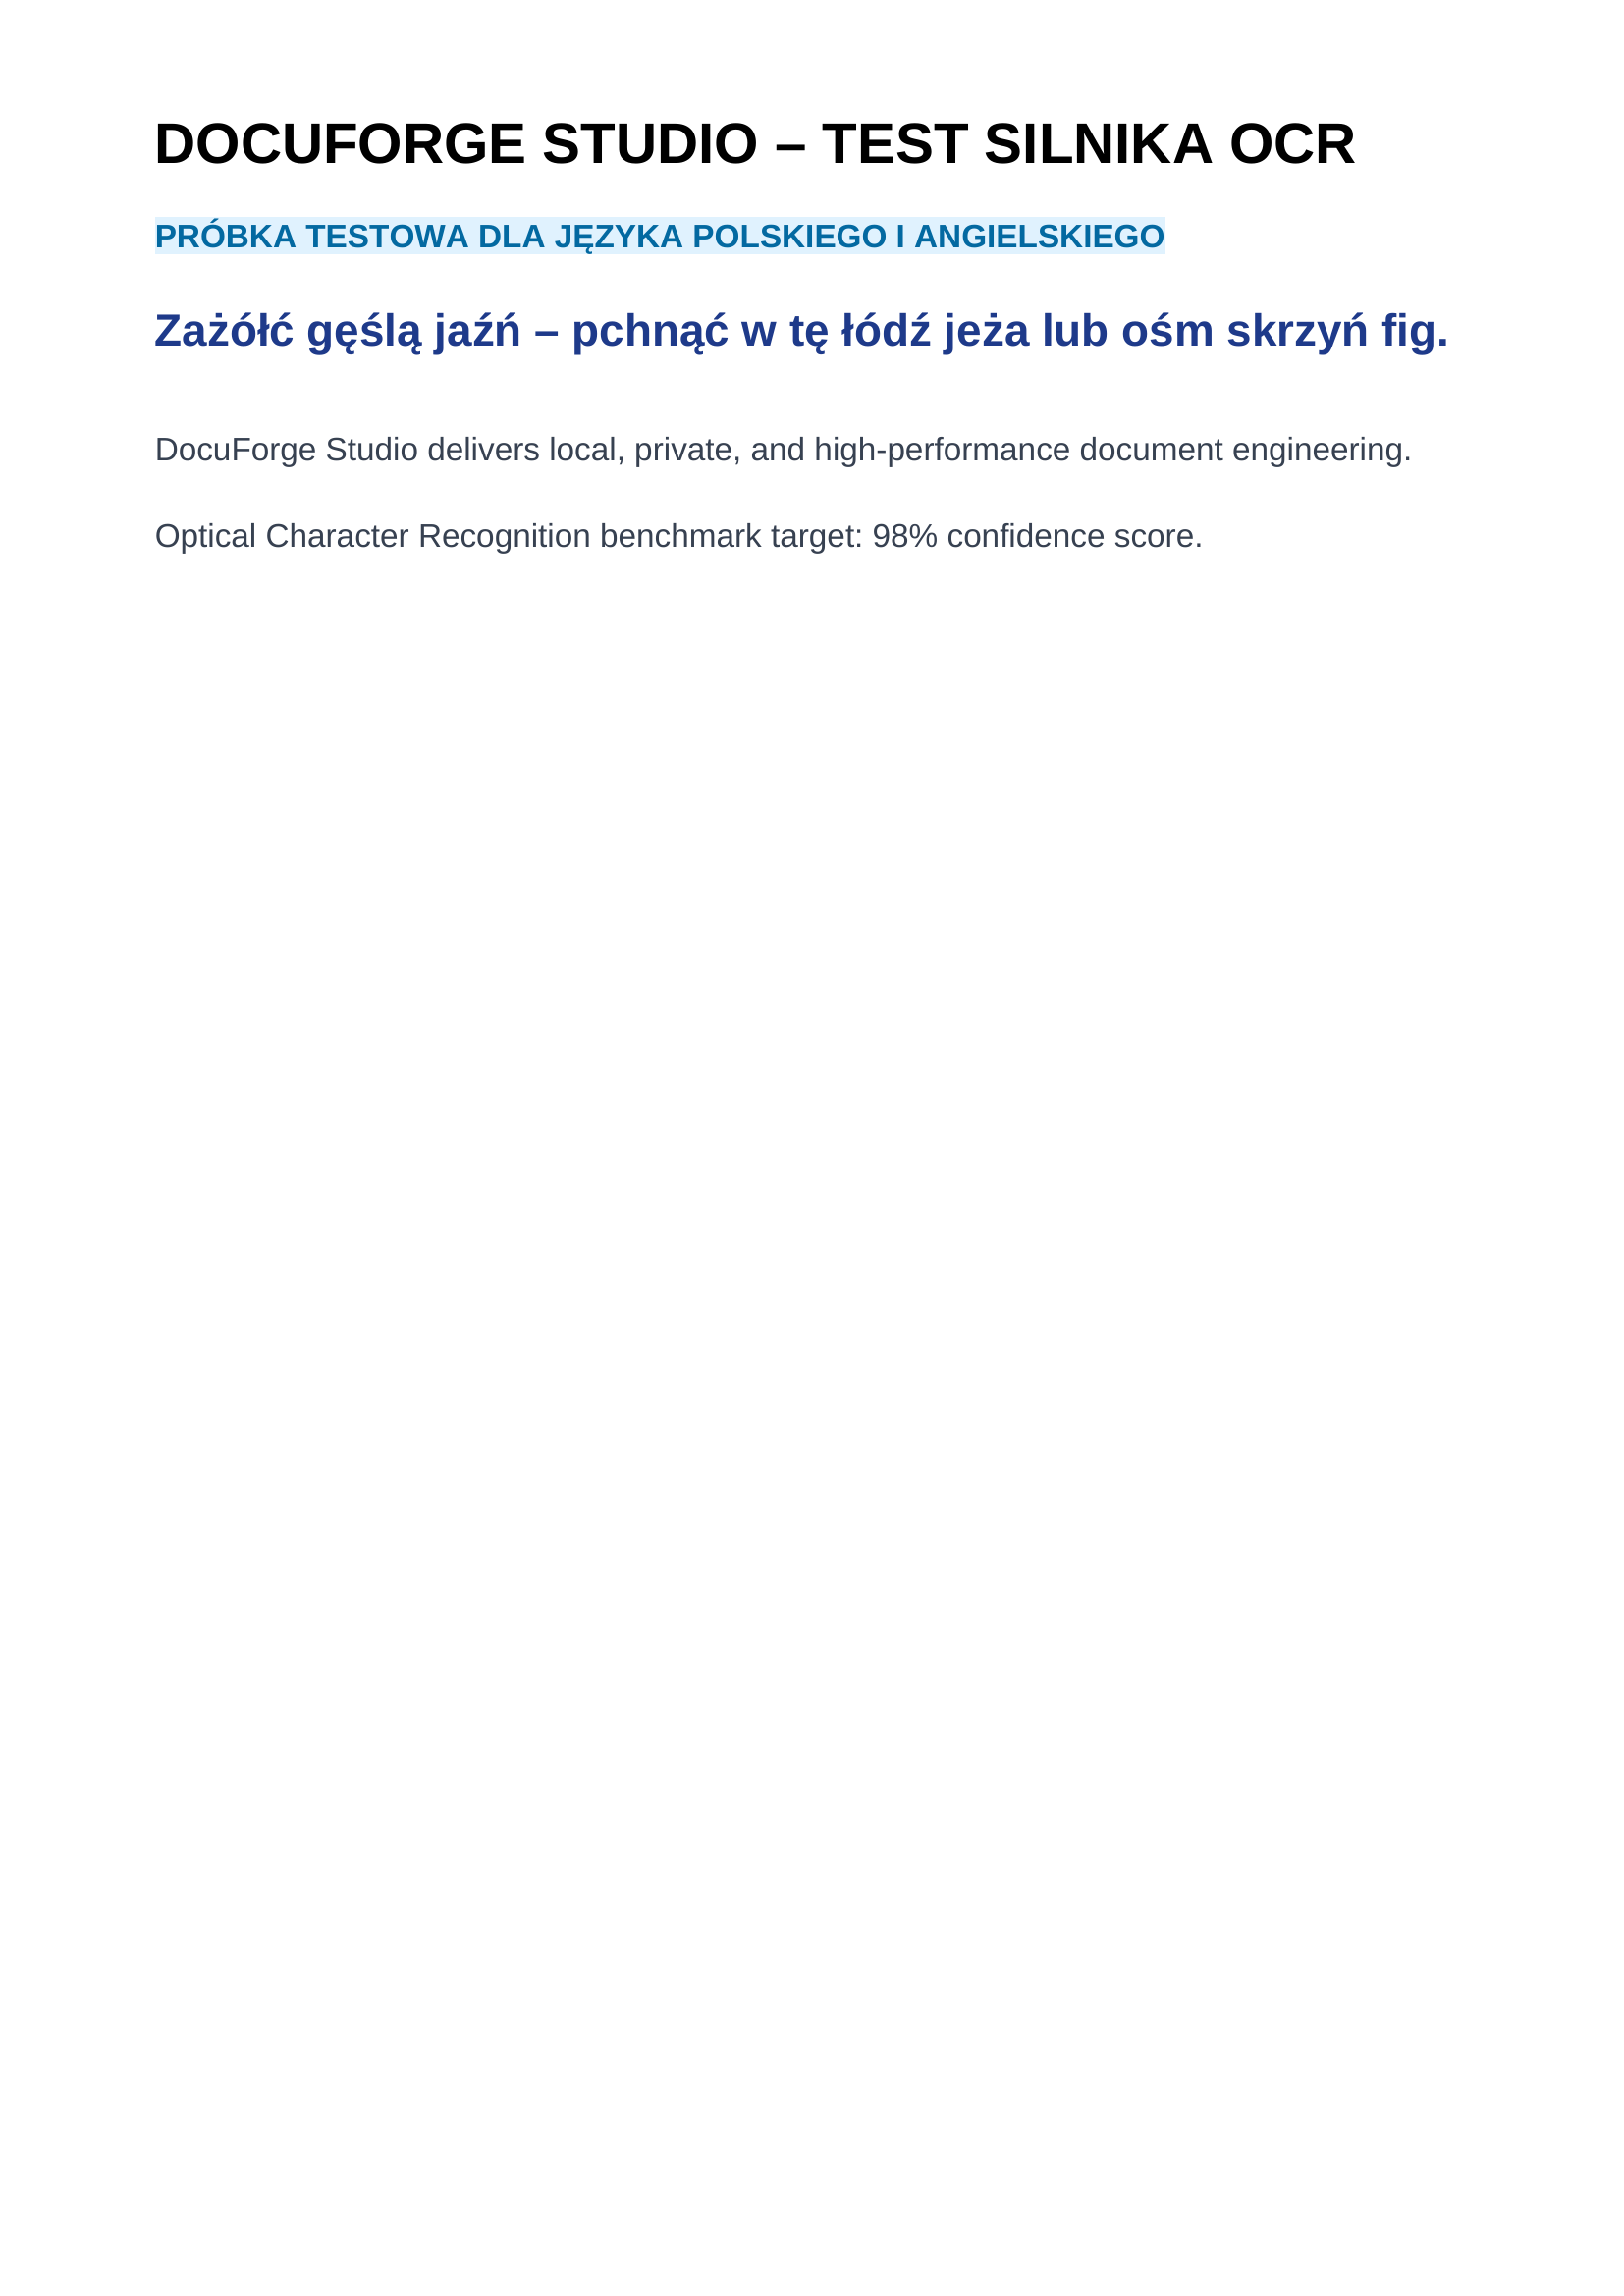 DOCUFORGE STUDIO – TEST SILNIKA OCR
PRÓBKA TESTOWA DLA JĘZYKA POLSKIEGO I ANGIELSKIEGO
Zażółć gęślą jaźń – pchnąć w tę łódź jeża lub ośm skrzyń fig.
DocuForge Studio delivers local, private, and high-performance document engineering.
Optical Character Recognition benchmark target: 98% confidence score.